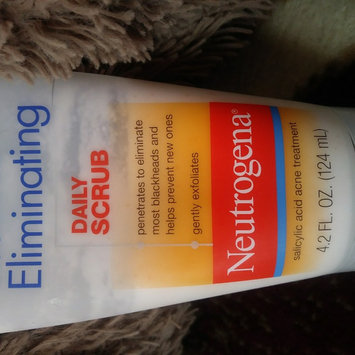 Eliminating
DAILY
SCRUB
penetrates to eliminate
most blackheads and
helps prevent new ones
gently exfoliates
Neutrogena®
salicylic acid acne treatment
4.2 FL. OZ. (124 mL)